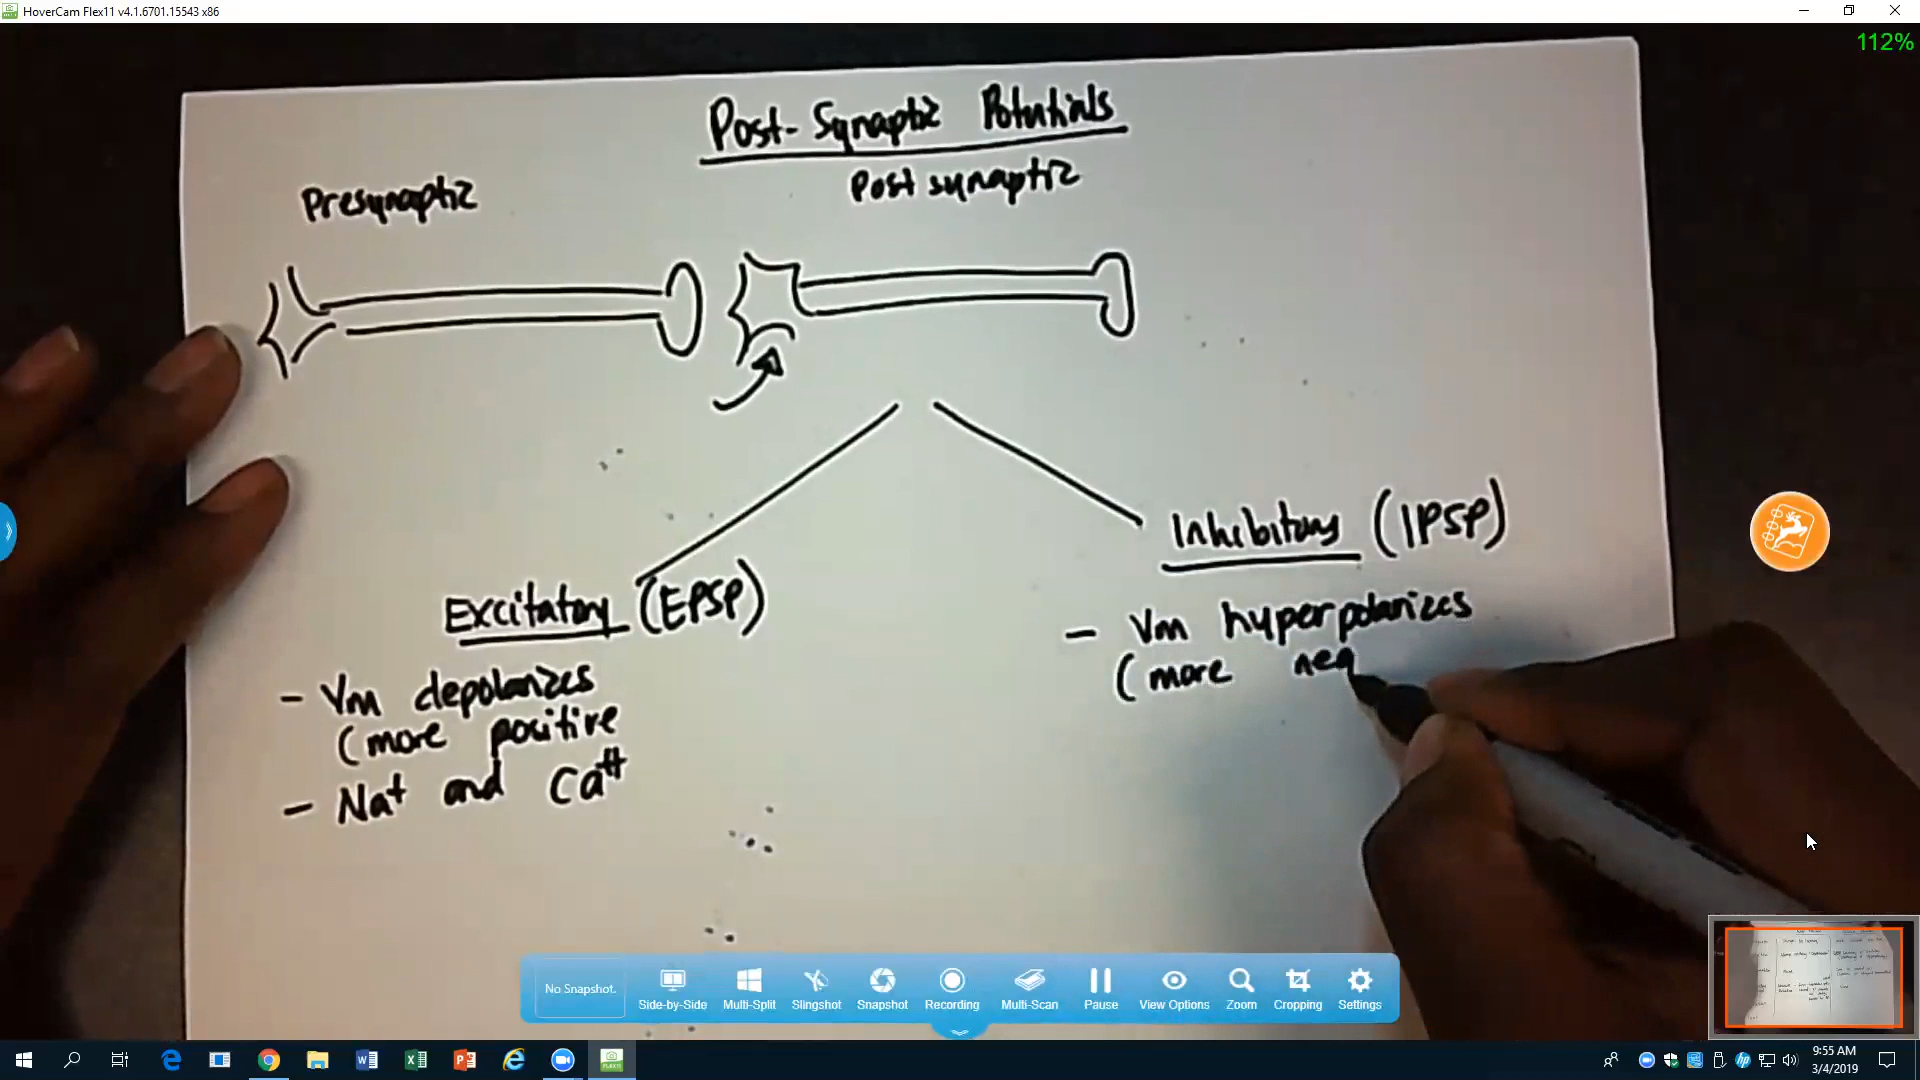 HoverCam Flex11 v4.1.6701.15543 x86
112%
Post-Synaptic Potentials
Presynaptic
Post synaptic
Inhibitory (IPSP)
Excitatory (EPSP)
- Vm hyperpolarizes
(more neg
- Vm depolarizes
(more positive
- Na+ and Ca++
No Snapshot.
Side-by-Side
Multi-Split
Slingshot
Snapshot
Recording
Multi-Scan
Pause
View Options
Zoom
Cropping
Settings
9:55 AM
3/4/2019